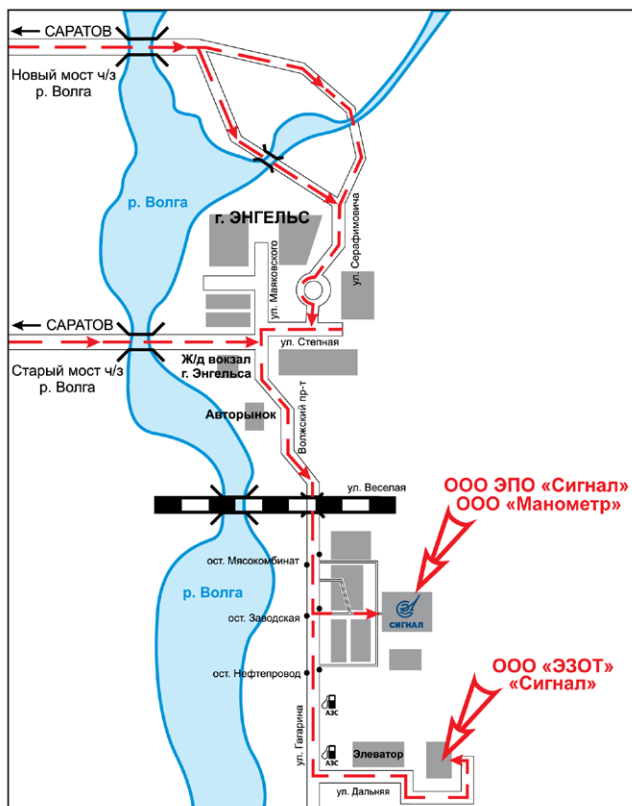 САРАТОВ
Новый мост ч/з
р. Волга
р. Волга
г. ЭНГЕЛЬС
ул. Маяковского
ул. Серафимовича
САРАТОВ
ул. Степная
Старый мост ч/з
р. Волга
Ж/д вокзал
г. Энгельса
Авторынок
Волжский пр-т
ул. Веселая
ООО ЭПО «Сигнал»
ООО «Манометр»
ост. Мясокомбинат
р. Волга
ост. Заводская
СИГНАЛ
ост. Нефтепровод
ООО «ЭЗОТ»
«Сигнал»
АЗС
ул. Гагарина
АЗС
Элеватор
ул. Дальняя